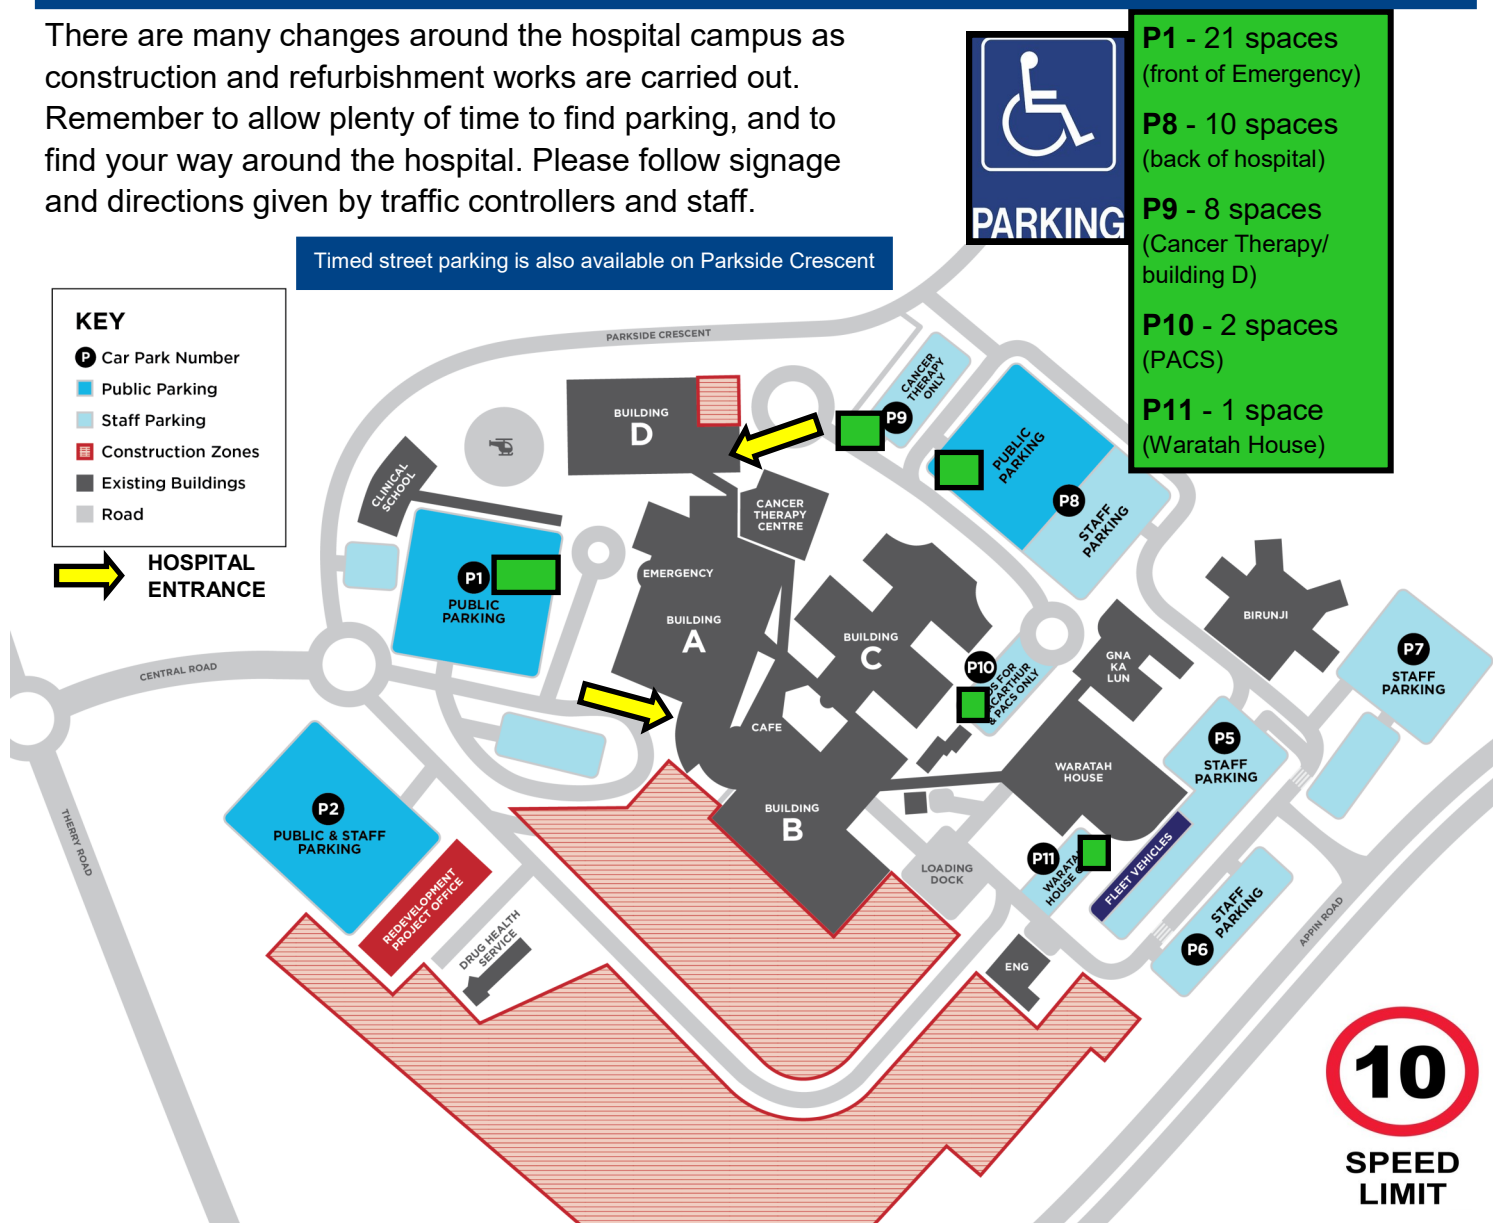 There are many changes around the hospital campus as
construction and refurbishment works are carried out.
Remember to allow plenty of time to find parking, and to
find your way around the hospital. Please follow signage
and directions given by traffic controllers and staff.
PARKING
P1 - 21 spaces
(front of Emergency)
P8 - 10 spaces
(back of hospital)
P9 - 8 spaces
(Cancer Therapy/
building D)
P10 - 2 spaces
(PACS)
P11 - 1 space
(Waratah House)
Timed street parking is also available on Parkside Crescent
KEY
P Car Park Number
Public Parking
Staff Parking
Construction Zones
Existing Buildings
Road
HOSPITAL
ENTRANCE
PARKSIDE CRESCENT
BUILDING
D
CANCER
THERAPY
ONLY
P9
PUBLIC
PARKING
P8
STAFF
PARKING
CLINICAL
SCHOOL
CANCER
THERAPY
CENTRE
P1
PUBLIC
PARKING
EMERGENCY
BUILDING
A
BUILDING
C
BIRUNJI
P10
FOR
& PACS ONLY
GNA
KA
LUN
P7
STAFF
PARKING
CENTRAL ROAD
CAFE
P5
STAFF
PARKING
WARATAH
HOUSE
P2
PUBLIC & STAFF
PARKING
BUILDING
B
THERRY ROAD
LOADING
DOCK
P11
HOUSE
FLEET VEHICLES
REDEVELOPMENT
PROJECT OFFICE
DRUG HEALTH
SERVICE
STAFF
PARKING
P6
APPIN ROAD
ENG
10
SPEED
LIMIT